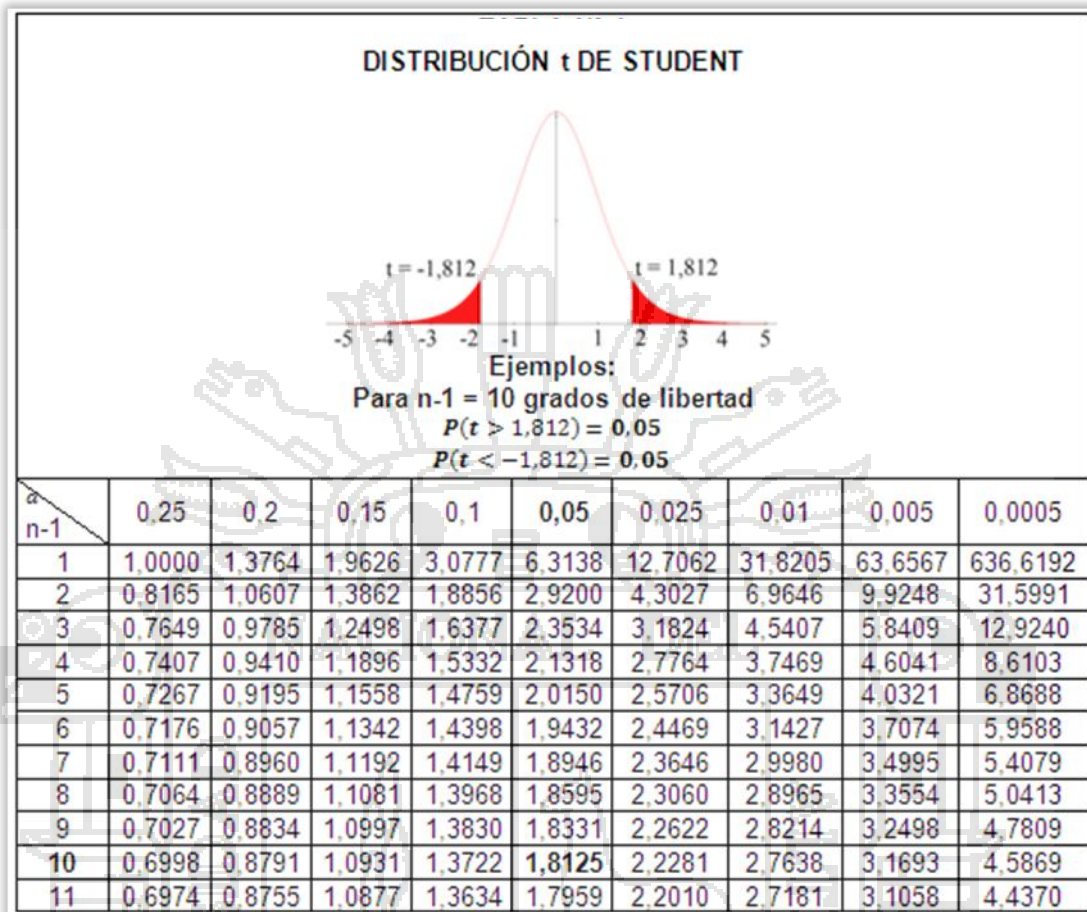 DISTRIBUCIÓN t DE STUDENT
t = -1,812 t = 1,812
-5 -4 -3 -2 -1 1 2 3 4 5
Ejemplos:
Para n-1 = 10 grados de libertad
P(t > 1,812) = 0,05
P(t < −1,812) = 0,05
α n-1 0,25 0,2 0,15 0,1 0,05 0,025 0,01 0,005 0,0005
1 1,0000 1,3764 1,9626 3,0777 6,3138 12,7062 31,8205 63,6567 636,6192
2 0,8165 1,0607 1,3862 1,8856 2,9200 4,3027 6,9646 9,9248 31,5991
3 0,7649 0,9785 1,2498 1,6377 2,3534 3,1824 4,5407 5,8409 12,9240
4 0,7407 0,9410 1,1896 1,5332 2,1318 2,7764 3,7469 4,6041 8,6103
5 0,7267 0,9195 1,1558 1,4759 2,0150 2,5706 3,3649 4,0321 6,8688
6 0,7176 0,9057 1,1342 1,4398 1,9432 2,4469 3,1427 3,7074 5,9588
7 0,7111 0,8960 1,1192 1,4149 1,8946 2,3646 2,9980 3,4995 5,4079
8 0,7064 0,8889 1,1081 1,3968 1,8595 2,3060 2,8965 3,3554 5,0413
9 0,7027 0,8834 1,0997 1,3830 1,8331 2,2622 2,8214 3,2498 4,7809
10 0,6998 0,8791 1,0931 1,3722 1,8125 2,2281 2,7638 3,1693 4,5869
11 0,6974 0,8755 1,0877 1,3634 1,7959 2,2010 2,7181 3,1058 4,4370